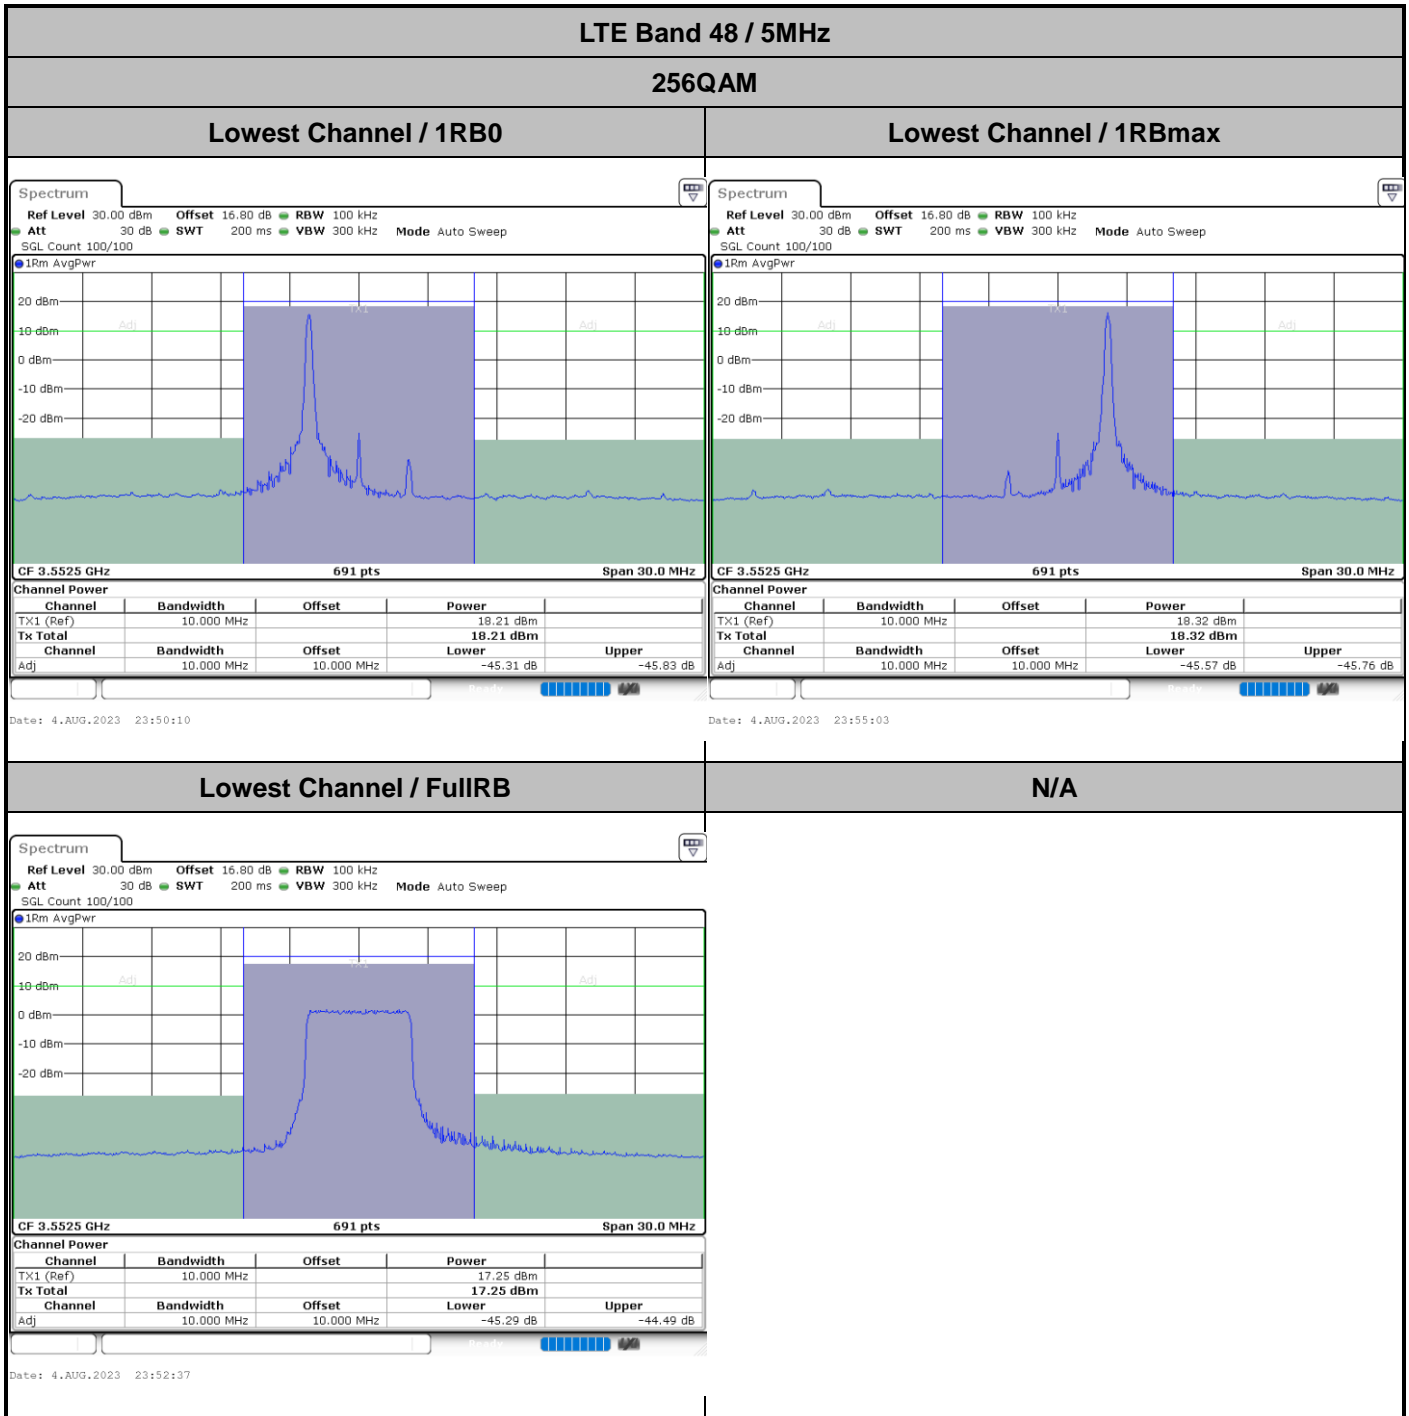 LTE Band 48 / 5MHz
256QAM
Lowest Channel / 1RB0
Lowest Channel / 1RBmax
Spectrum
Ref Level 30.00 dBm Offset 16.80 dB RBW 100 kHz
Att 30 dB SWT 200 ms VBW 300 kHz Mode Auto Sweep
SGL Count 100/100
1Rm AvgPwr
TX1
Adj
Adj
20 dBm
10 dBm
0 dBm
-10 dBm
-20 dBm
CF 3.5525 GHz 691 pts Span 30.0 MHz
Channel Power
Channel Bandwidth Offset Power
TX1 (Ref) 10.000 MHz 18.21 dBm
Tx Total 18.21 dBm
Channel Bandwidth Offset Lower Upper
Adj 10.000 MHz 10.000 MHz -45.31 dB -45.83 dB
Ready
Date: 4.AUG.2023 23:50:10
Spectrum
Ref Level 30.00 dBm Offset 16.80 dB RBW 100 kHz
Att 30 dB SWT 200 ms VBW 300 kHz Mode Auto Sweep
SGL Count 100/100
1Rm AvgPwr
TX1
Adj
Adj
20 dBm
10 dBm
0 dBm
-10 dBm
-20 dBm
CF 3.5525 GHz 691 pts Span 30.0 MHz
Channel Power
Channel Bandwidth Offset Power
TX1 (Ref) 10.000 MHz 18.32 dBm
Tx Total 18.32 dBm
Channel Bandwidth Offset Lower Upper
Adj 10.000 MHz 10.000 MHz -45.57 dB -45.76 dB
Ready
Date: 4.AUG.2023 23:55:03
Lowest Channel / FullRB
N/A
Spectrum
Ref Level 30.00 dBm Offset 16.80 dB RBW 100 kHz
Att 30 dB SWT 200 ms VBW 300 kHz Mode Auto Sweep
SGL Count 100/100
1Rm AvgPwr
TX1
Adj
Adj
20 dBm
10 dBm
0 dBm
-10 dBm
-20 dBm
CF 3.5525 GHz 691 pts Span 30.0 MHz
Channel Power
Channel Bandwidth Offset Power
TX1 (Ref) 10.000 MHz 17.25 dBm
Tx Total 17.25 dBm
Channel Bandwidth Offset Lower Upper
Adj 10.000 MHz 10.000 MHz -45.29 dB -44.49 dB
Ready
Date: 4.AUG.2023 23:52:37